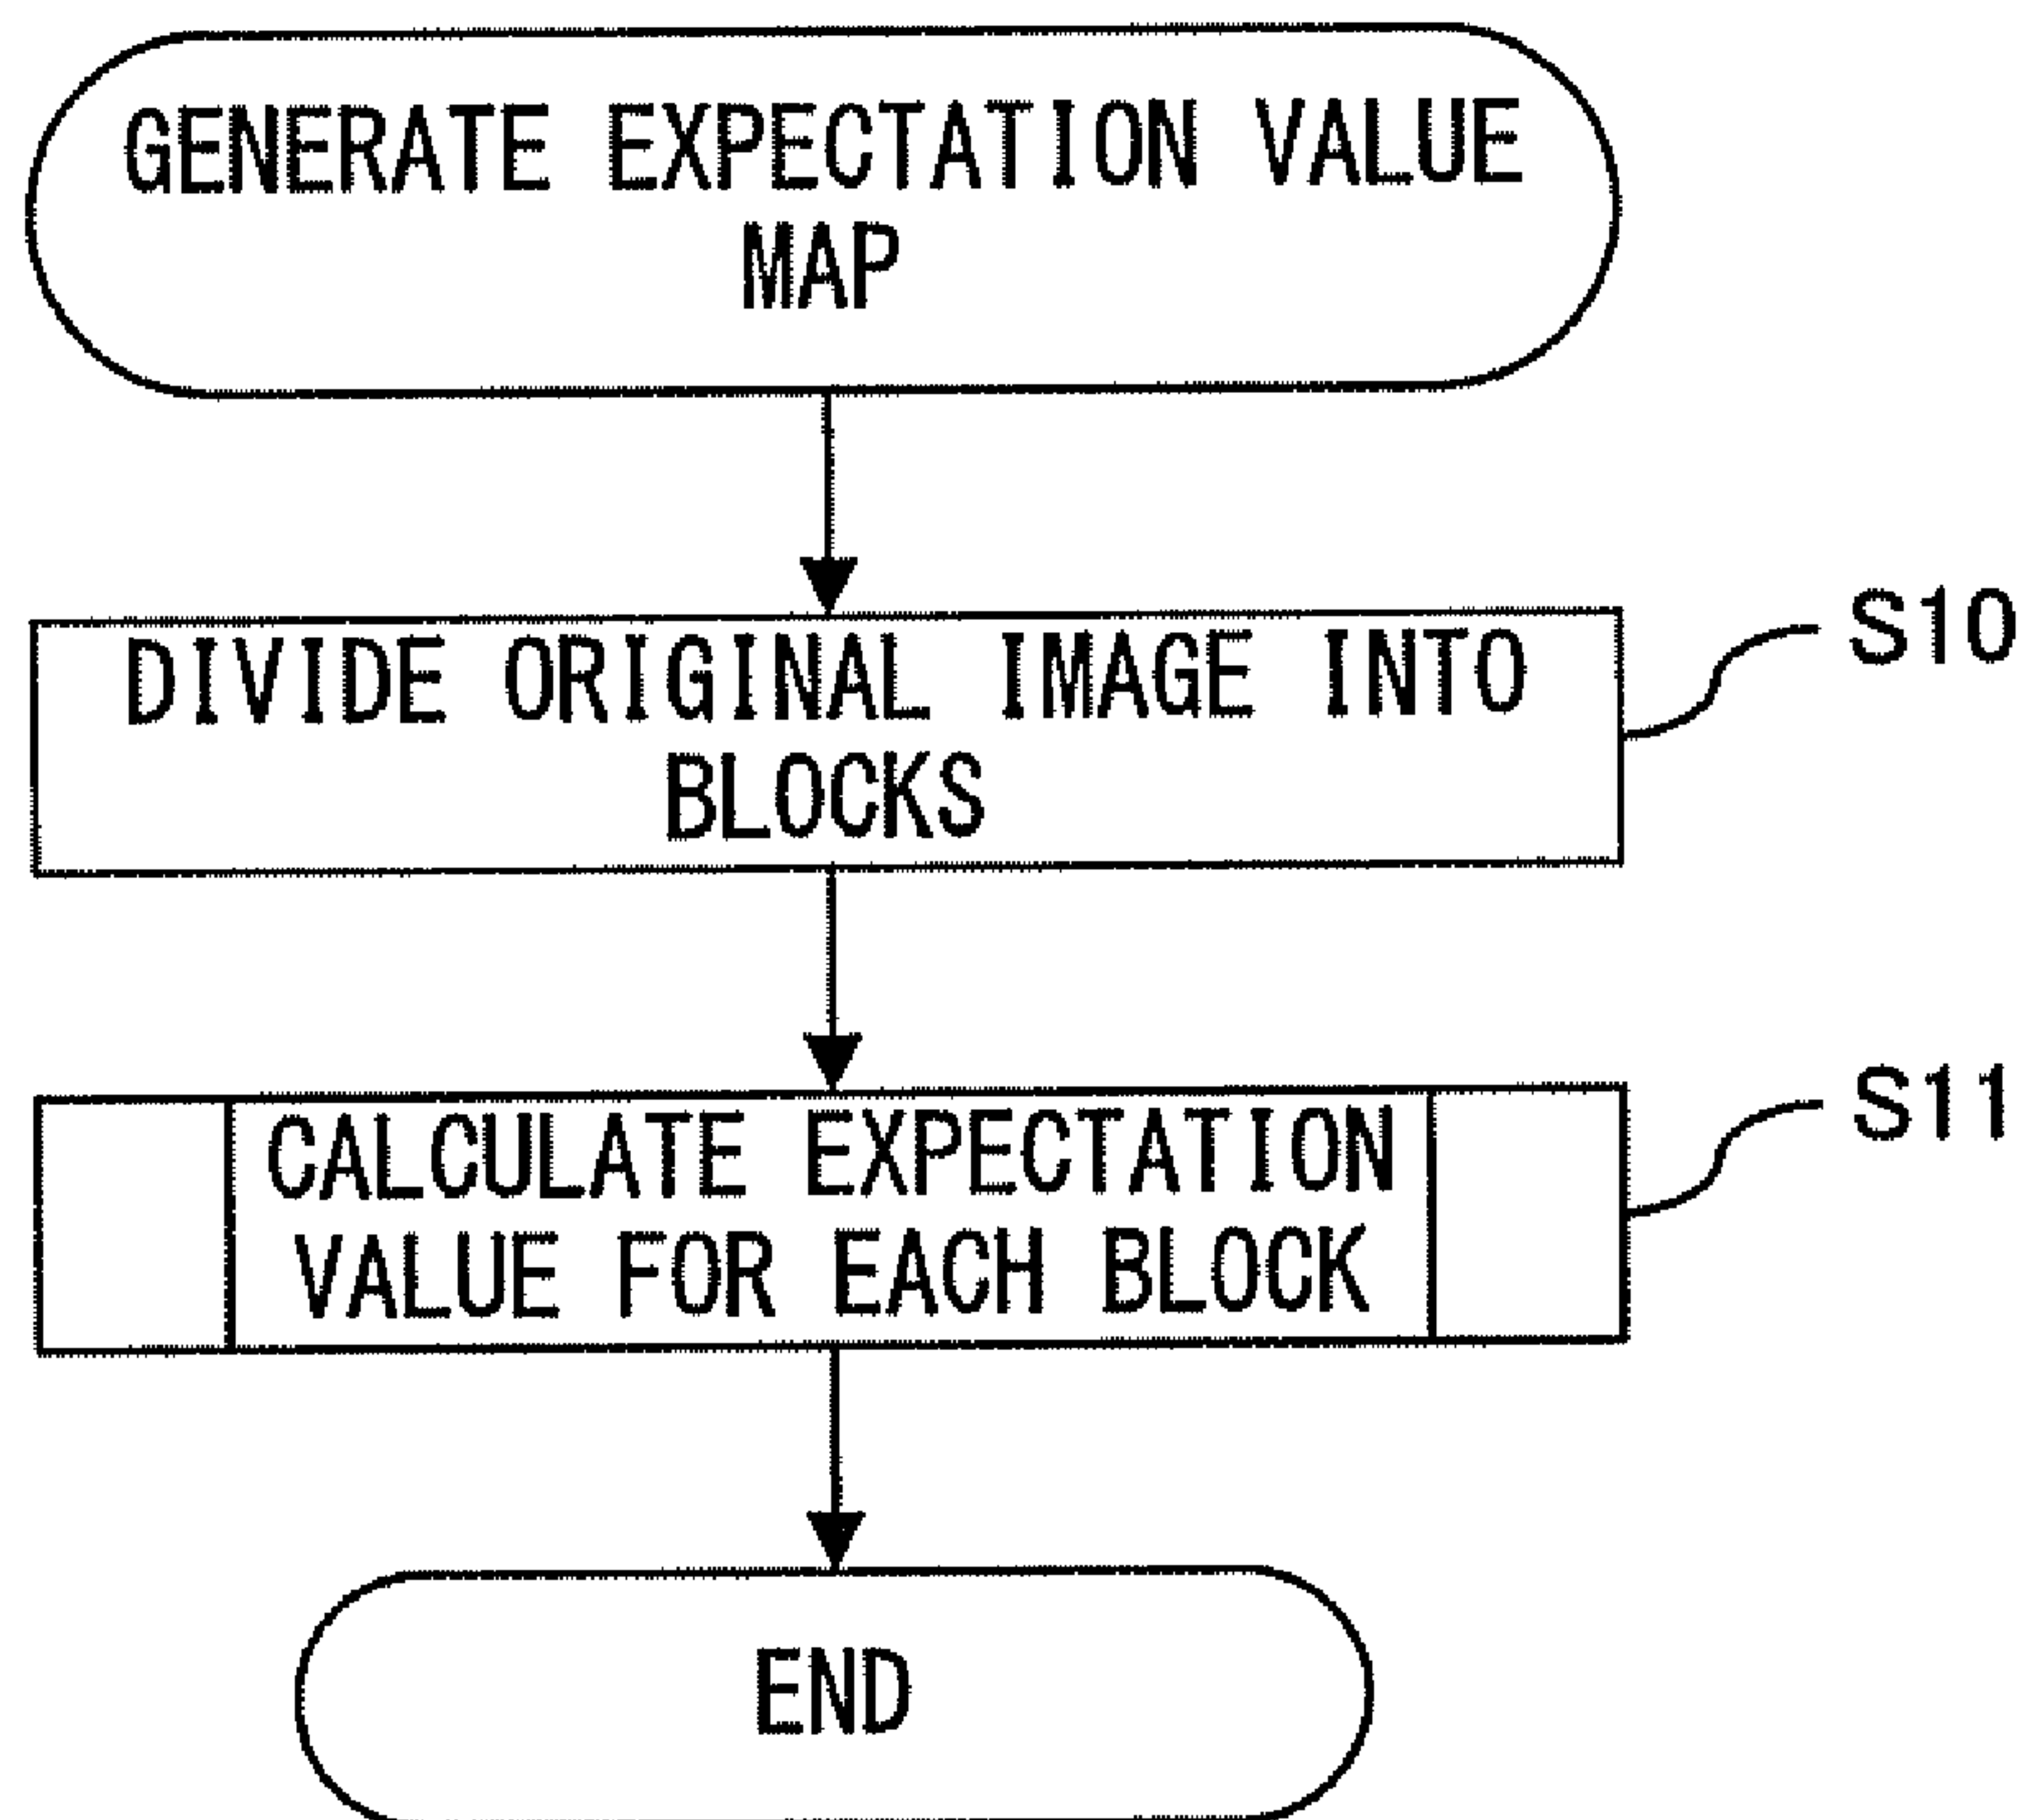 GENERATE EXPECTATION VALUE
MAP
DIVIDE ORIGINAL IMAGE INTO
BLOCKS
S10
CALCULATE EXPECTATION
VALUE FOR EACH BLOCK
S11
END